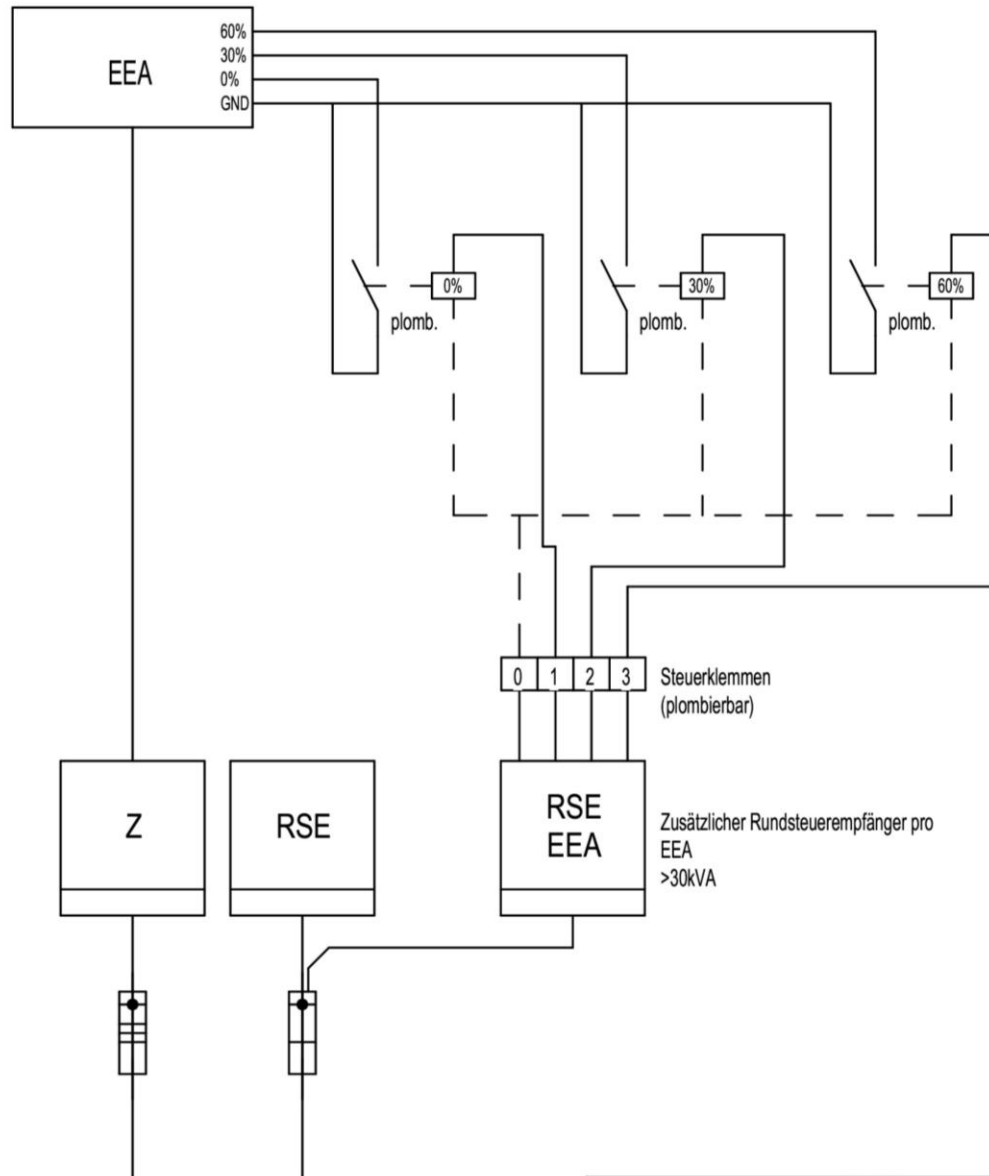 60%
30%
EEA
0%
GND
0%
30%
60%
plomb.
plomb.
plomb.
0 1 2 3
Steuerklemmen
(plombierbar)
Z
RSE
RSE
EEA
Zusätzlicher Rundsteuerempfänger pro
EEA
>30kVA